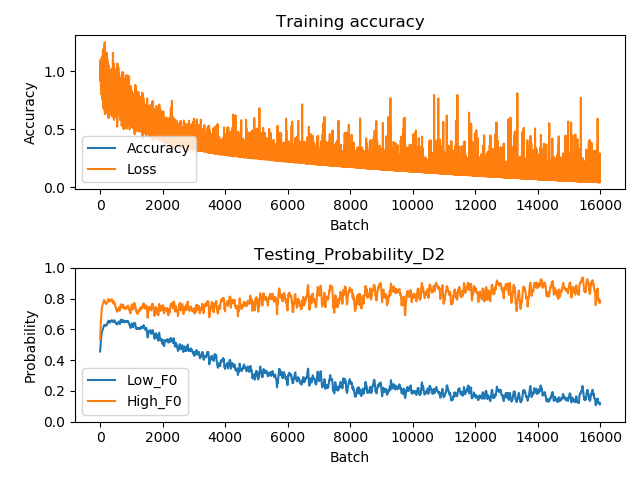 Training accuracy
Accuracy
1.0
0.5
0.0
Accuracy
Loss
0 2000 4000 6000 8000 10000 12000 14000 16000
Batch
Testing_Probability_D2
Probability
1.0
0.8
0.6
0.4
0.2
0.0
Low_F0
High_F0
0 2000 4000 6000 8000 10000 12000 14000 16000
Batch